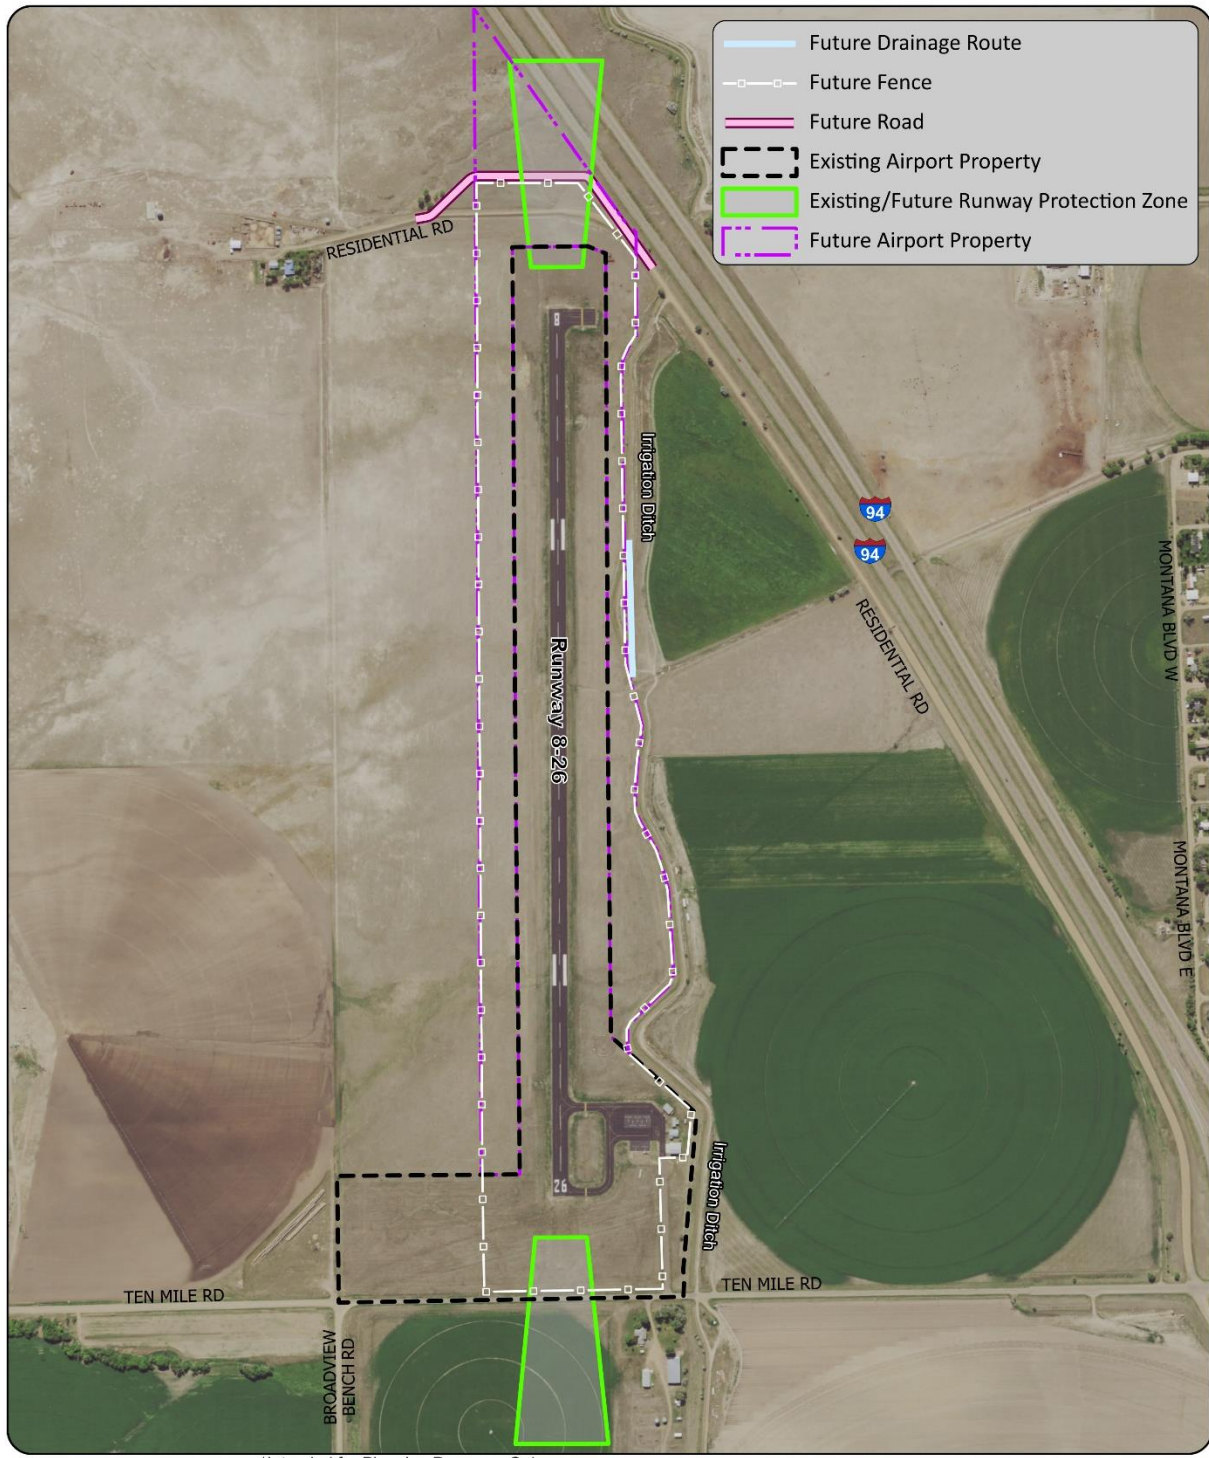 Future Drainage Route
Future Fence
Future Road
Existing Airport Property
Existing/Future Runway Protection Zone
Future Airport Property
RESIDENTIAL RD
8
Irrigation Ditch
94
94
MONTANA BLVD W
RESIDENTIAL RD
Runway 8-26
MONTANA BLVD E
26
Irrigation Ditch
TEN MILE RD
TEN MILE RD
BROADVIEW
BENCH RD